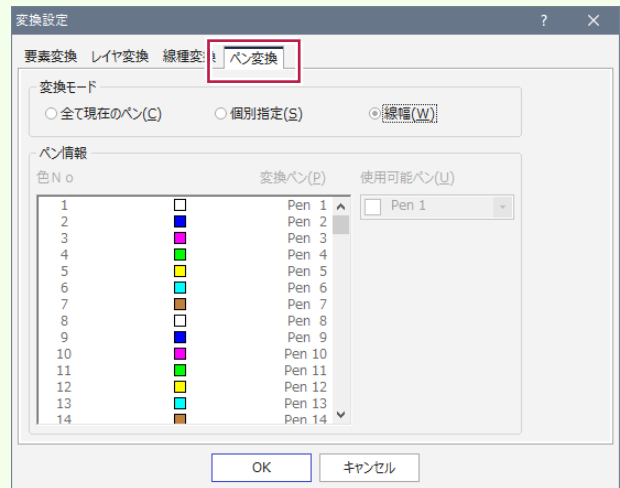 変換設定 ? ×
要素変換 レイヤ変換 線種変 ペン変換
変換モード
全て現在のペン(C) 個別指定(S) 線幅(W)
ペン情報
色No 変換ペン(P) 使用可能ペン(U)
1 Pen 1 Pen 1
2 Pen 2
3 Pen 3
4 Pen 4
5 Pen 5
6 Pen 6
7 Pen 7
8 Pen 8
9 Pen 9
10 Pen 10
11 Pen 11
12 Pen 12
13 Pen 13
14 Pen 14
OK キャンセル